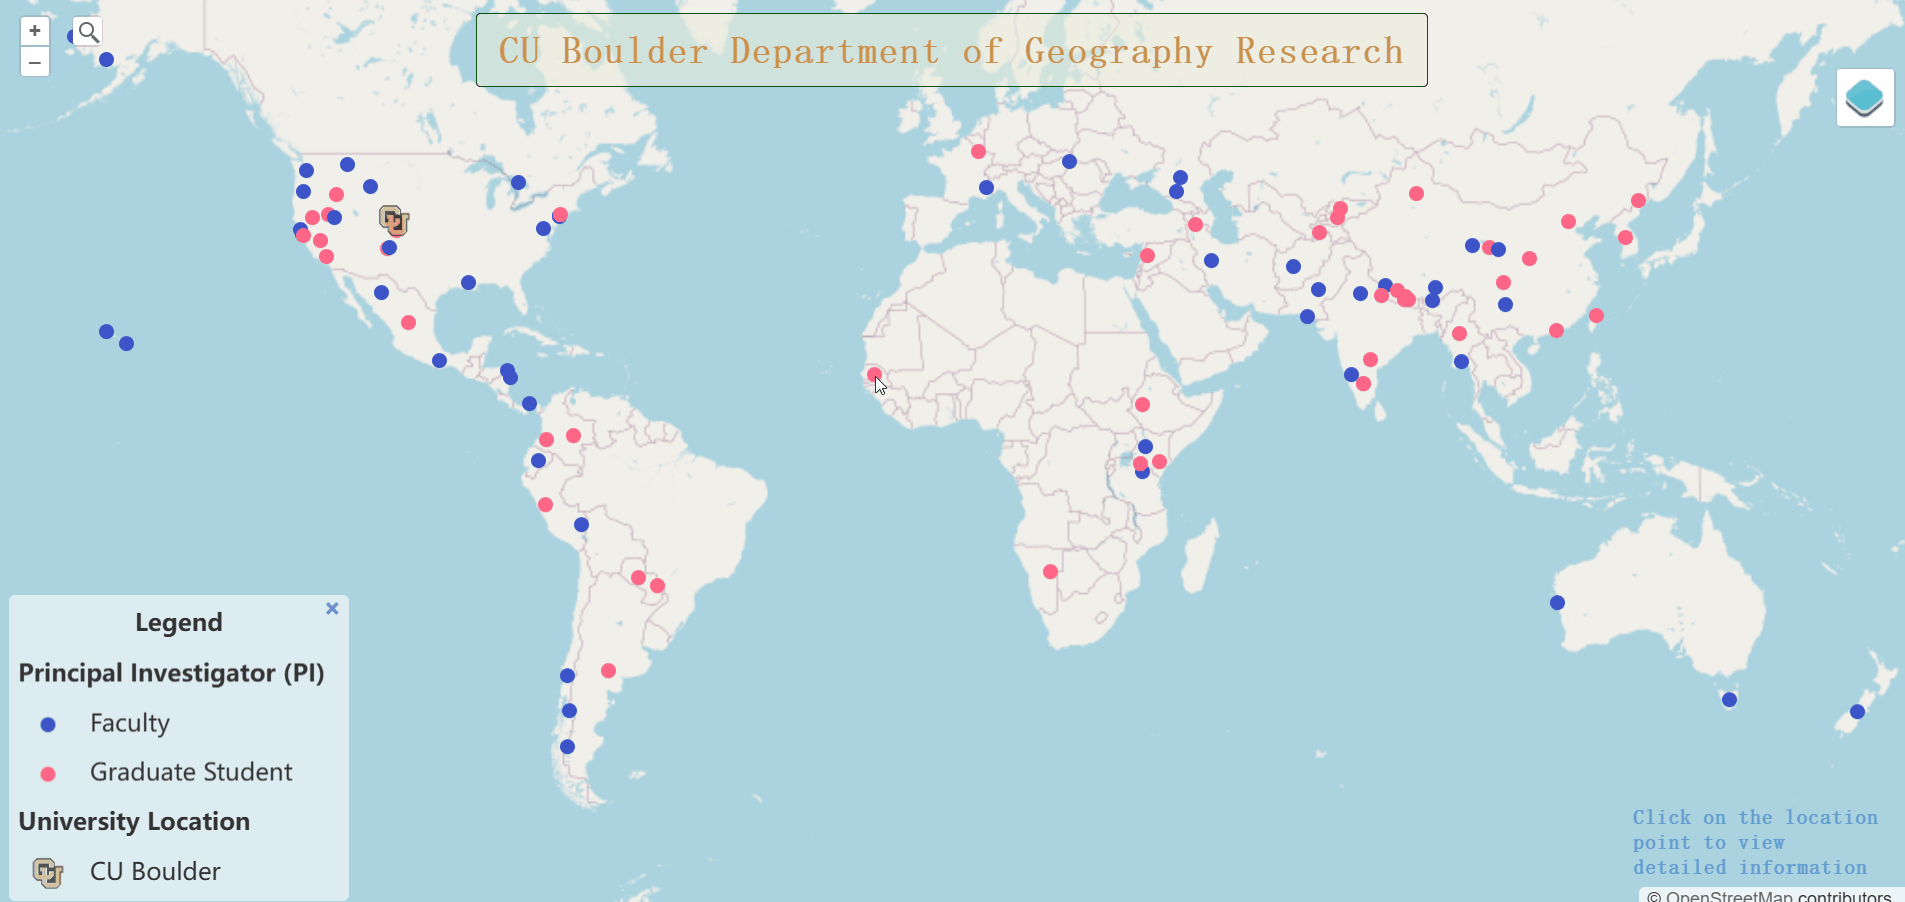 +
CU Boulder Department of Geography Research
−
Legend
×
Principal Investigator (PI)
Faculty
Graduate Student
University Location
CU Boulder
Click on the location
point to view
detailed information
© OpenStreetMap contributors.